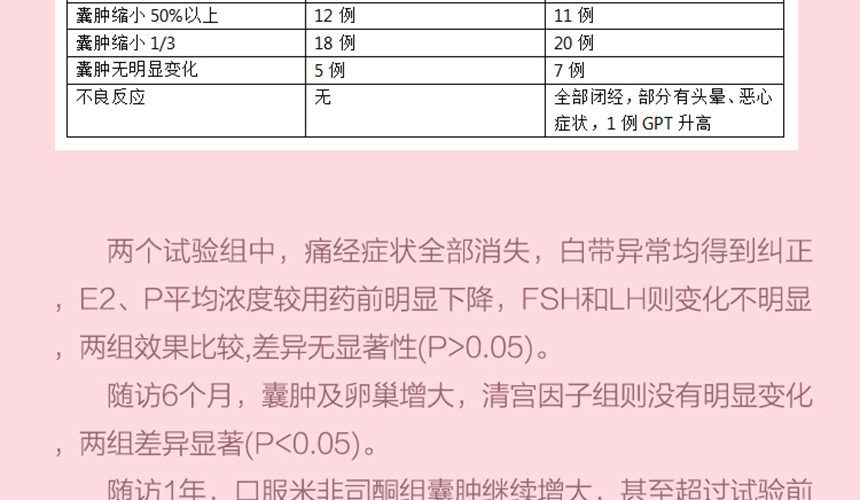 囊肿缩小 50%以上 12 例 11 例
囊肿缩小 1/3 18 例 20 例
囊肿无明显变化 5 例 7 例
不良反应 无 全部闭经，部分有头晕、恶心
症状，1 例 GPT 升高
两个试验组中，痛经症状全部消失，白带异常均得到纠正
，E2、P平均浓度较用药前明显下降，FSH和LH则变化不明显
，两组效果比较,差异无显著性(P>0.05)。
随访6个月，囊肿及卵巢增大，清宫因子组则没有明显变化
，两组差异显著(P<0.05)。
随访1年，口服米非司酮组囊肿继续增大，甚至超过试验前